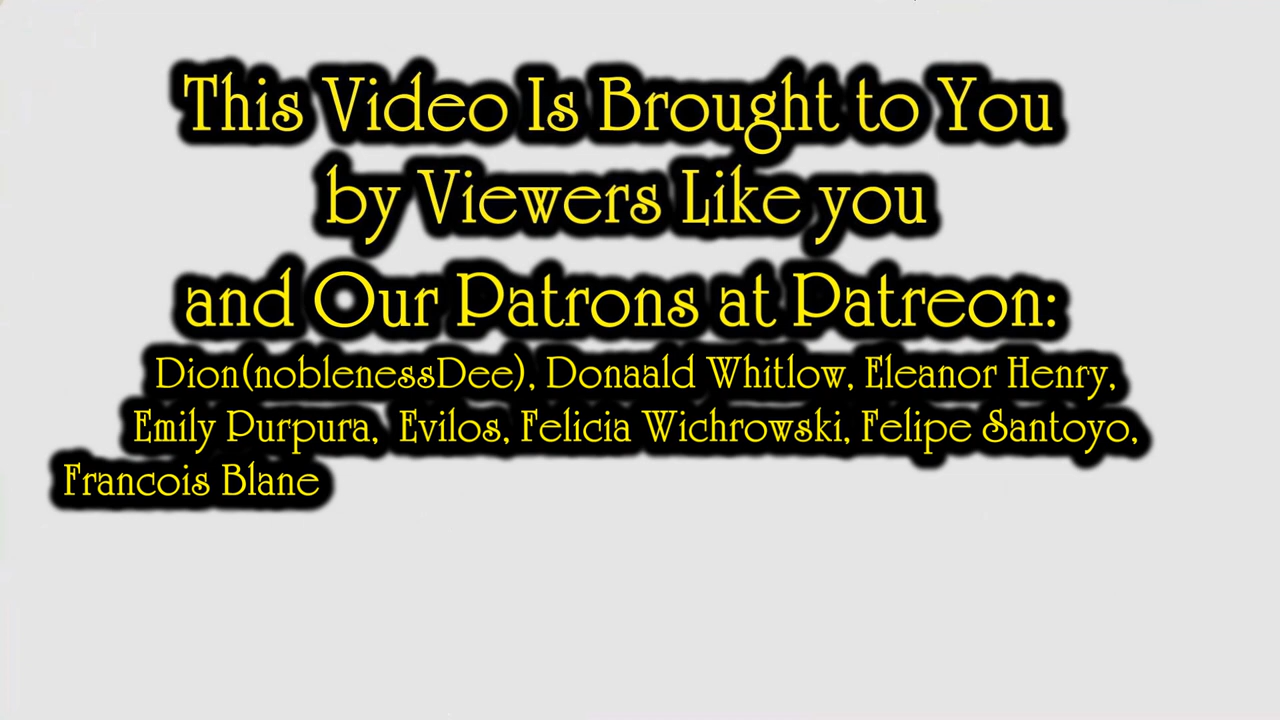 This Video Is Brought to You
by Viewers Like you
and Our Patrons at Patreon:
Dion(noblenessDee), Donaald Whitlow, Eleanor Henry,
Emily Purpura, Evilos, Felicia Wichrowski, Felipe Santoyo,
Francois Blane